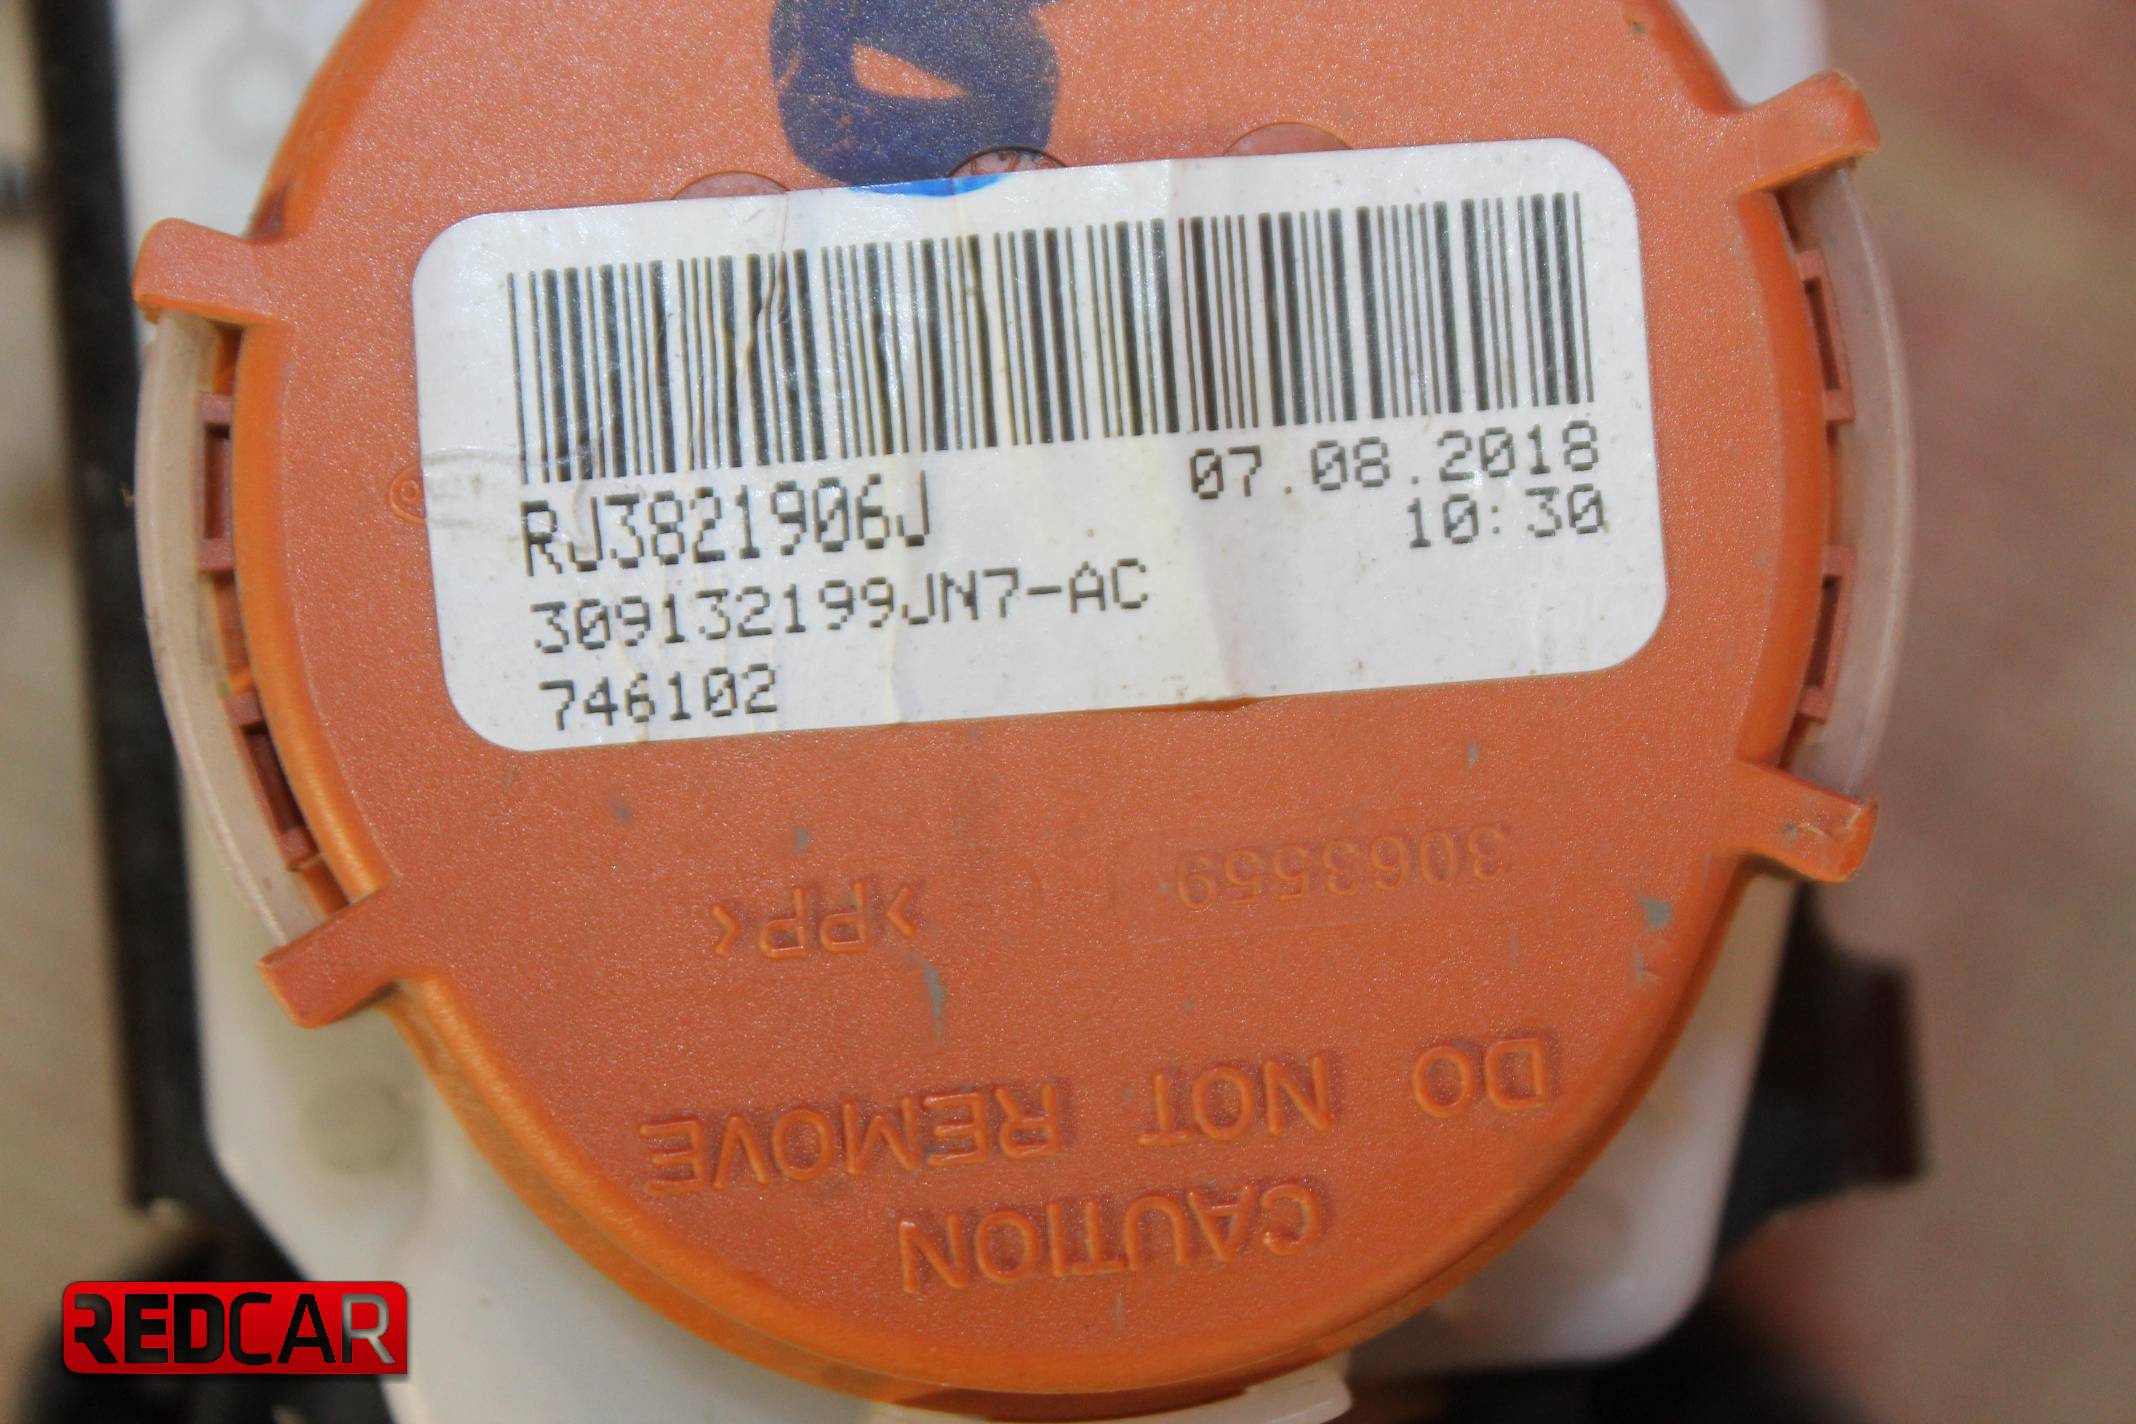 RJ3821906J
07.08.2018
10:30
309132199JN7-AC
746102
3063559
>PP<
DO NOT REMOVE
CAUTION
REDCAR